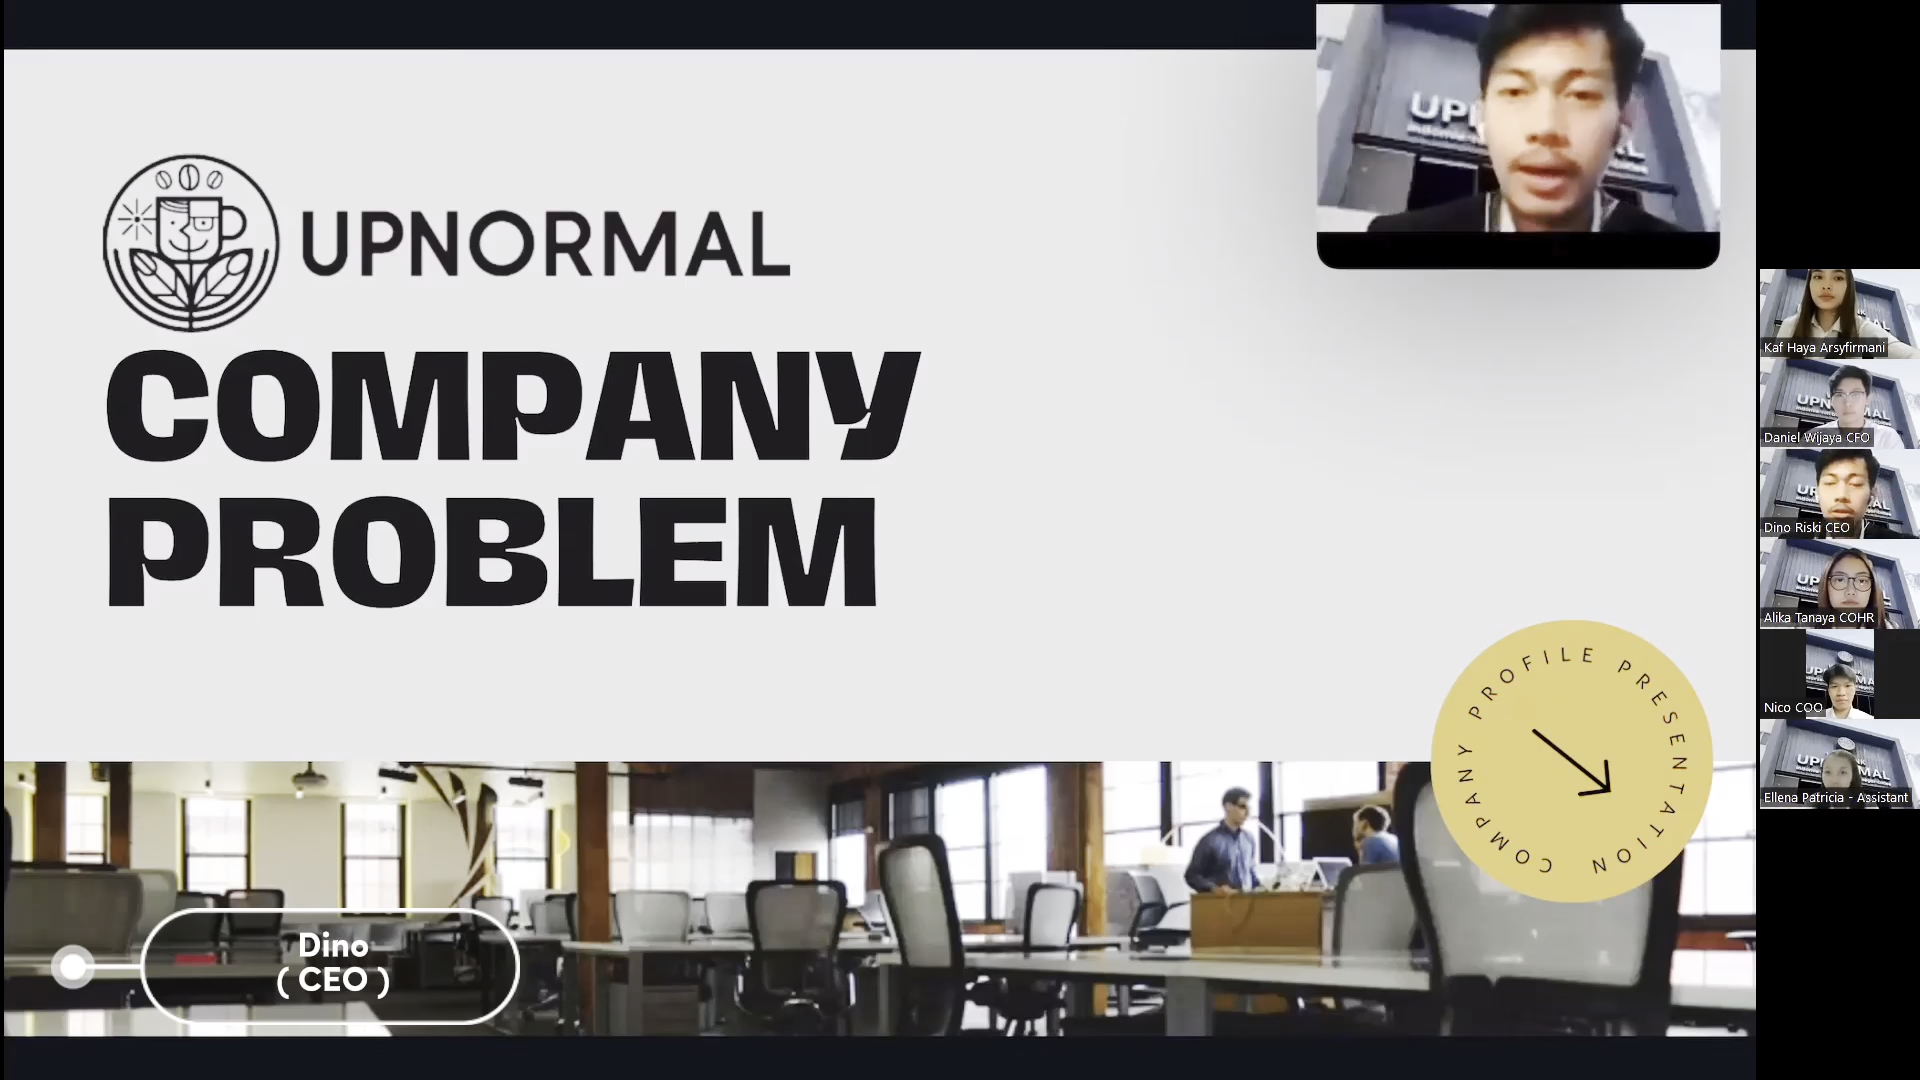 UPNORMAL
COMPANY
PROBLEM
COMPANY PROFILE PRESENTATION
Dino
( CEO )
Kaf Haya Arsyfirmani
Daniel Wijaya CFO
Dino Riski CEO
Alika Tanaya COHR
Nico COO
Ellena Patricia - Assistant